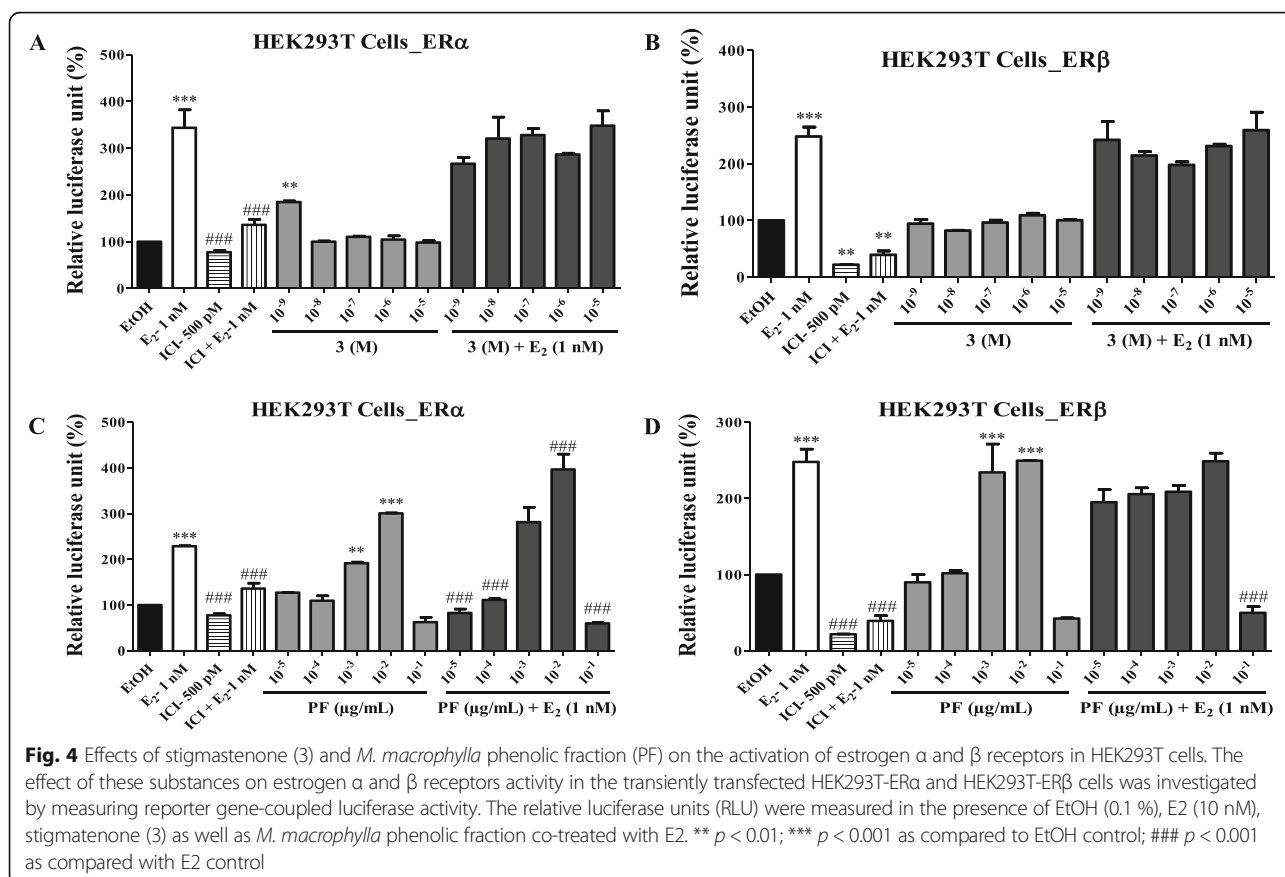 A
HEK293T Cells_ERα
Relative luciferase unit (%)
500
400
300
200
100
0
***
###
###
**
EtOH
E₂- 1 nM
ICI- 500 pM
ICI + E₂-1 nM
10⁻⁹
10⁻⁸
10⁻⁷
10⁻⁶
10⁻⁵
10⁻⁹
10⁻⁸
10⁻⁷
10⁻⁶
10⁻⁵
3 (M)
3 (M) + E₂ (1 nM)
B
HEK293T Cells_ERβ
Relative luciferase unit (%)
400
300
200
100
0
***
**
**
EtOH
E₂- 1 nM
ICI- 500 pM
ICI + E₂-1 nM
10⁻⁹
10⁻⁸
10⁻⁷
10⁻⁶
10⁻⁵
10⁻⁹
10⁻⁸
10⁻⁷
10⁻⁶
10⁻⁵
3 (M)
3 (M) + E₂ (1 nM)
C
HEK293T Cells_ERα
Relative luciferase unit (%)
500
400
300
200
100
0
***
###
###
**
***
###
###
###
###
EtOH
E₂- 1 nM
ICI- 500 pM
ICI + E₂-1 nM
10⁻⁵
10⁻⁴
10⁻³
10⁻²
10⁻¹
10⁻⁵
10⁻⁴
10⁻³
10⁻²
10⁻¹
PF (µg/mL)
PF (µg/mL) + E₂ (1 nM)
D
HEK293T Cells_ERβ
Relative luciferase unit (%)
300
200
100
0
***
###
###
***
***
###
EtOH
E₂- 1 nM
ICI- 500 pM
ICI + E₂-1 nM
10⁻⁵
10⁻⁴
10⁻³
10⁻²
10⁻¹
10⁻⁵
10⁻⁴
10⁻³
10⁻²
10⁻¹
PF (µg/mL)
PF (µg/mL) + E₂ (1 nM)
Fig. 4 Effects of stigmastenone (3) and M. macrophylla phenolic fraction (PF) on the activation of estrogen α and β receptors in HEK293T cells. The
effect of these substances on estrogen α and β receptors activity in the transiently transfected HEK293T-ERα and HEK293T-ERβ cells was investigated
by measuring reporter gene-coupled luciferase activity. The relative luciferase units (RLU) were measured in the presence of EtOH (0.1 %), E2 (10 nM),
stigmatenone (3) as well as M. macrophylla phenolic fraction co-treated with E2. ** p < 0.01; *** p < 0.001 as compared to EtOH control; ### p < 0.001
as compared with E2 control